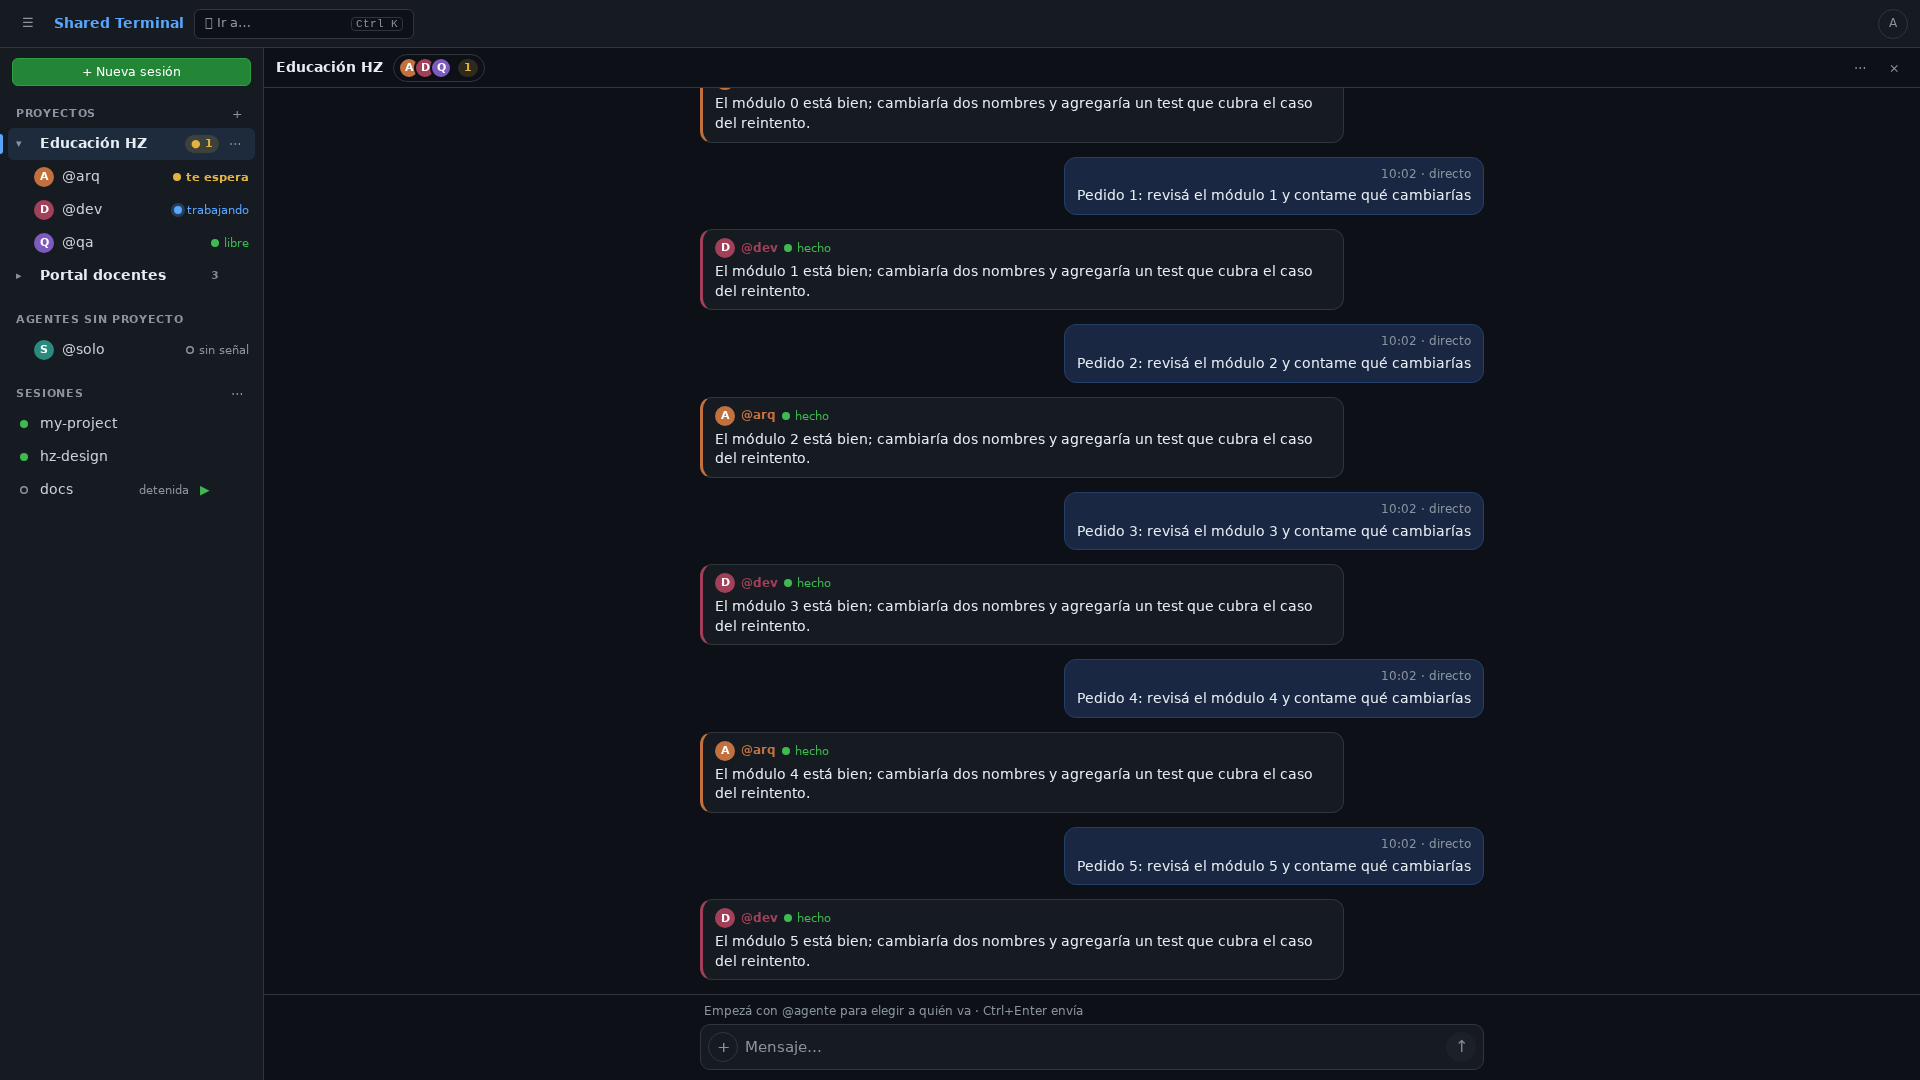 ☰ Shared Terminal Ir a… Ctrl K A
+ Nueva sesión
PROYECTOS +
▾ Educación HZ 1 ⋯
A @arq te espera
D @dev trabajando
Q @qa libre
▸ Portal docentes 3
AGENTES SIN PROYECTO
S @solo sin señal
SESIONES ⋯
my-project
hz-design
docs detenida ▶
Educación HZ A D Q 1 ⋯ ×
El módulo 0 está bien; cambiaría dos nombres y agregaría un test que cubra el caso
del reintento.
10:02 · directo
Pedido 1: revisá el módulo 1 y contame qué cambiarías
D @dev hecho
El módulo 1 está bien; cambiaría dos nombres y agregaría un test que cubra el caso
del reintento.
10:02 · directo
Pedido 2: revisá el módulo 2 y contame qué cambiarías
A @arq hecho
El módulo 2 está bien; cambiaría dos nombres y agregaría un test que cubra el caso
del reintento.
10:02 · directo
Pedido 3: revisá el módulo 3 y contame qué cambiarías
D @dev hecho
El módulo 3 está bien; cambiaría dos nombres y agregaría un test que cubra el caso
del reintento.
10:02 · directo
Pedido 4: revisá el módulo 4 y contame qué cambiarías
A @arq hecho
El módulo 4 está bien; cambiaría dos nombres y agregaría un test que cubra el caso
del reintento.
10:02 · directo
Pedido 5: revisá el módulo 5 y contame qué cambiarías
D @dev hecho
El módulo 5 está bien; cambiaría dos nombres y agregaría un test que cubra el caso
del reintento.
Empezá con @agente para elegir a quién va · Ctrl+Enter envía
+ Mensaje… ↑